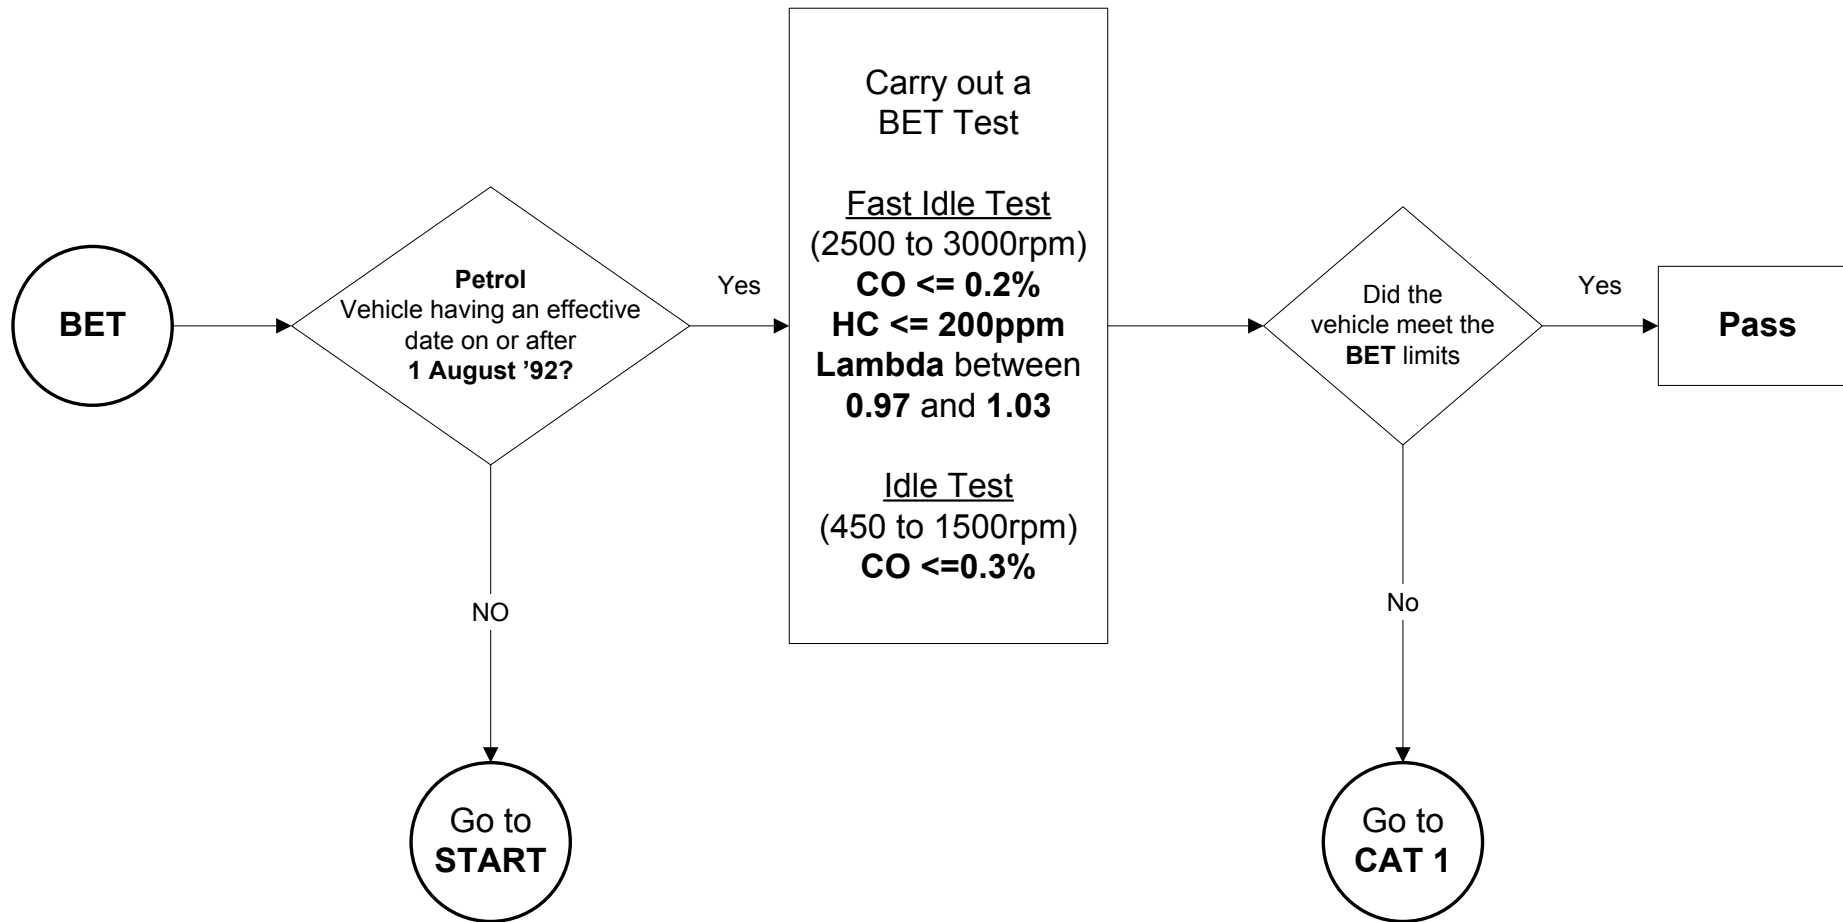 BET
Petrol
Vehicle having an effective
date on or after
1 August ’92?
Yes
NO
Go to
START
Carry out a
BET Test
Fast Idle Test
(2500 to 3000rpm)
CO <= 0.2%
HC <= 200ppm
Lambda between
0.97 and 1.03
Idle Test
(450 to 1500rpm)
CO <=0.3%
Did the
vehicle meet the
BET limits
Yes
Pass
No
Go to
CAT 1